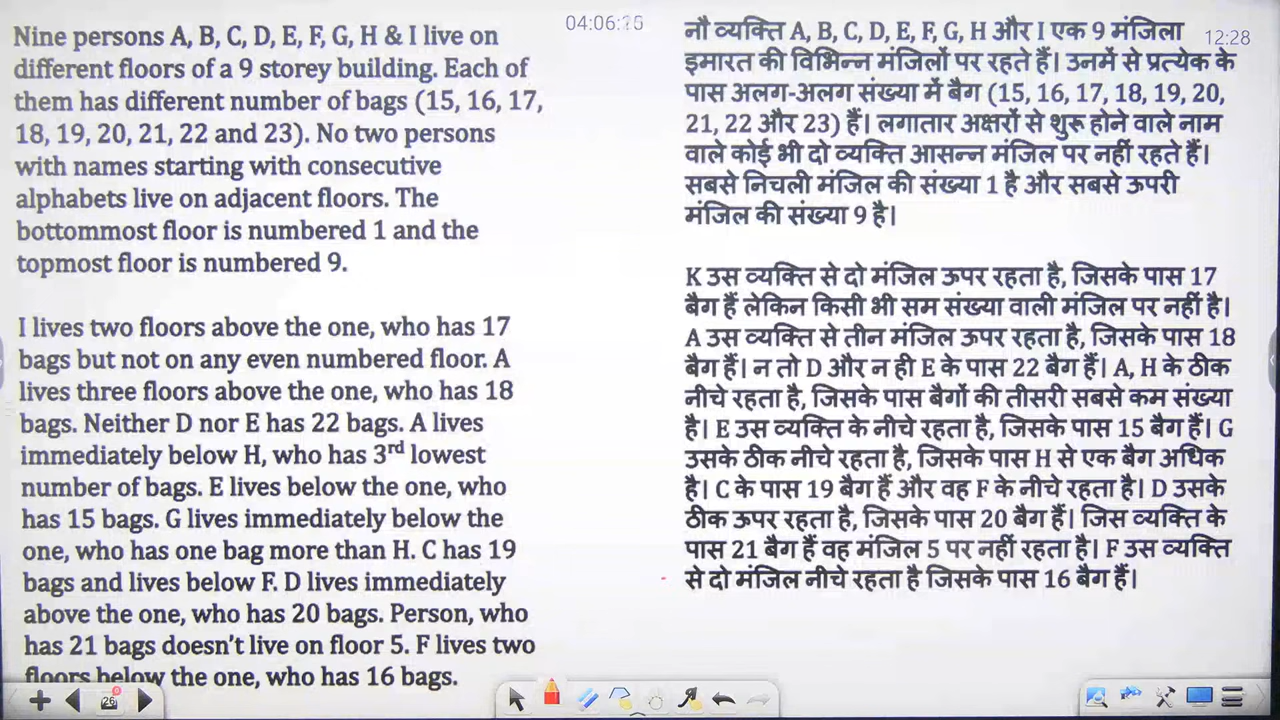 04:06:15
12:28
Nine persons A, B, C, D, E, F, G, H & I live on
different floors of a 9 storey building. Each of
them has different number of bags (15, 16, 17,
18, 19, 20, 21, 22 and 23). No two persons
with names starting with consecutive
alphabets live on adjacent floors. The
bottommost floor is numbered 1 and the
topmost floor is numbered 9.
I lives two floors above the one, who has 17
bags but not on any even numbered floor. A
lives three floors above the one, who has 18
bags. Neither D nor E has 22 bags. A lives
immediately below H, who has 3rd lowest
number of bags. E lives below the one, who
has 15 bags. G lives immediately below the
one, who has one bag more than H. C has 19
bags and lives below F. D lives immediately
above the one, who has 20 bags. Person, who
has 21 bags doesn't live on floor 5. F lives two
floors below the one, who has 16 bags.
नौ व्यक्ति A, B, C, D, E, F, G, H और I एक 9 मंजिला
इमारत की विभिन्न मंजिलों पर रहते हैं। उनमें से प्रत्येक के
पास अलग-अलग संख्या में बैग (15, 16, 17, 18, 19, 20,
21, 22 और 23) हैं। लगातार अक्षरों से शुरू होने वाले नाम
वाले कोई भी दो व्यक्ति आसन्न मंजिल पर नहीं रहते हैं।
सबसे निचली मंजिल की संख्या 1 है और सबसे ऊपरी
मंजिल की संख्या 9 है।
K उस व्यक्ति से दो मंजिल ऊपर रहता है, जिसके पास 17
बैग हैं लेकिन किसी भी सम संख्या वाली मंजिल पर नहीं है।
A उस व्यक्ति से तीन मंजिल ऊपर रहता है, जिसके पास 18
बैग हैं। न तो D और न ही E के पास 22 बैग हैं। A, H के ठीक
नीचे रहता है, जिसके पास बैगों की तीसरी सबसे कम संख्या
है। E उस व्यक्ति के नीचे रहता है, जिसके पास 15 बैग हैं। G
उसके ठीक नीचे रहता है, जिसके पास H से एक बैग अधिक
है। C के पास 19 बैग हैं और वह F के नीचे रहता है। D उसके
ठीक ऊपर रहता है, जिसके पास 20 बैग हैं। जिस व्यक्ति के
पास 21 बैग हैं वह मंजिल 5 पर नहीं रहता है। F उस व्यक्ति
से दो मंजिल नीचे रहता है जिसके पास 16 बैग हैं।
26